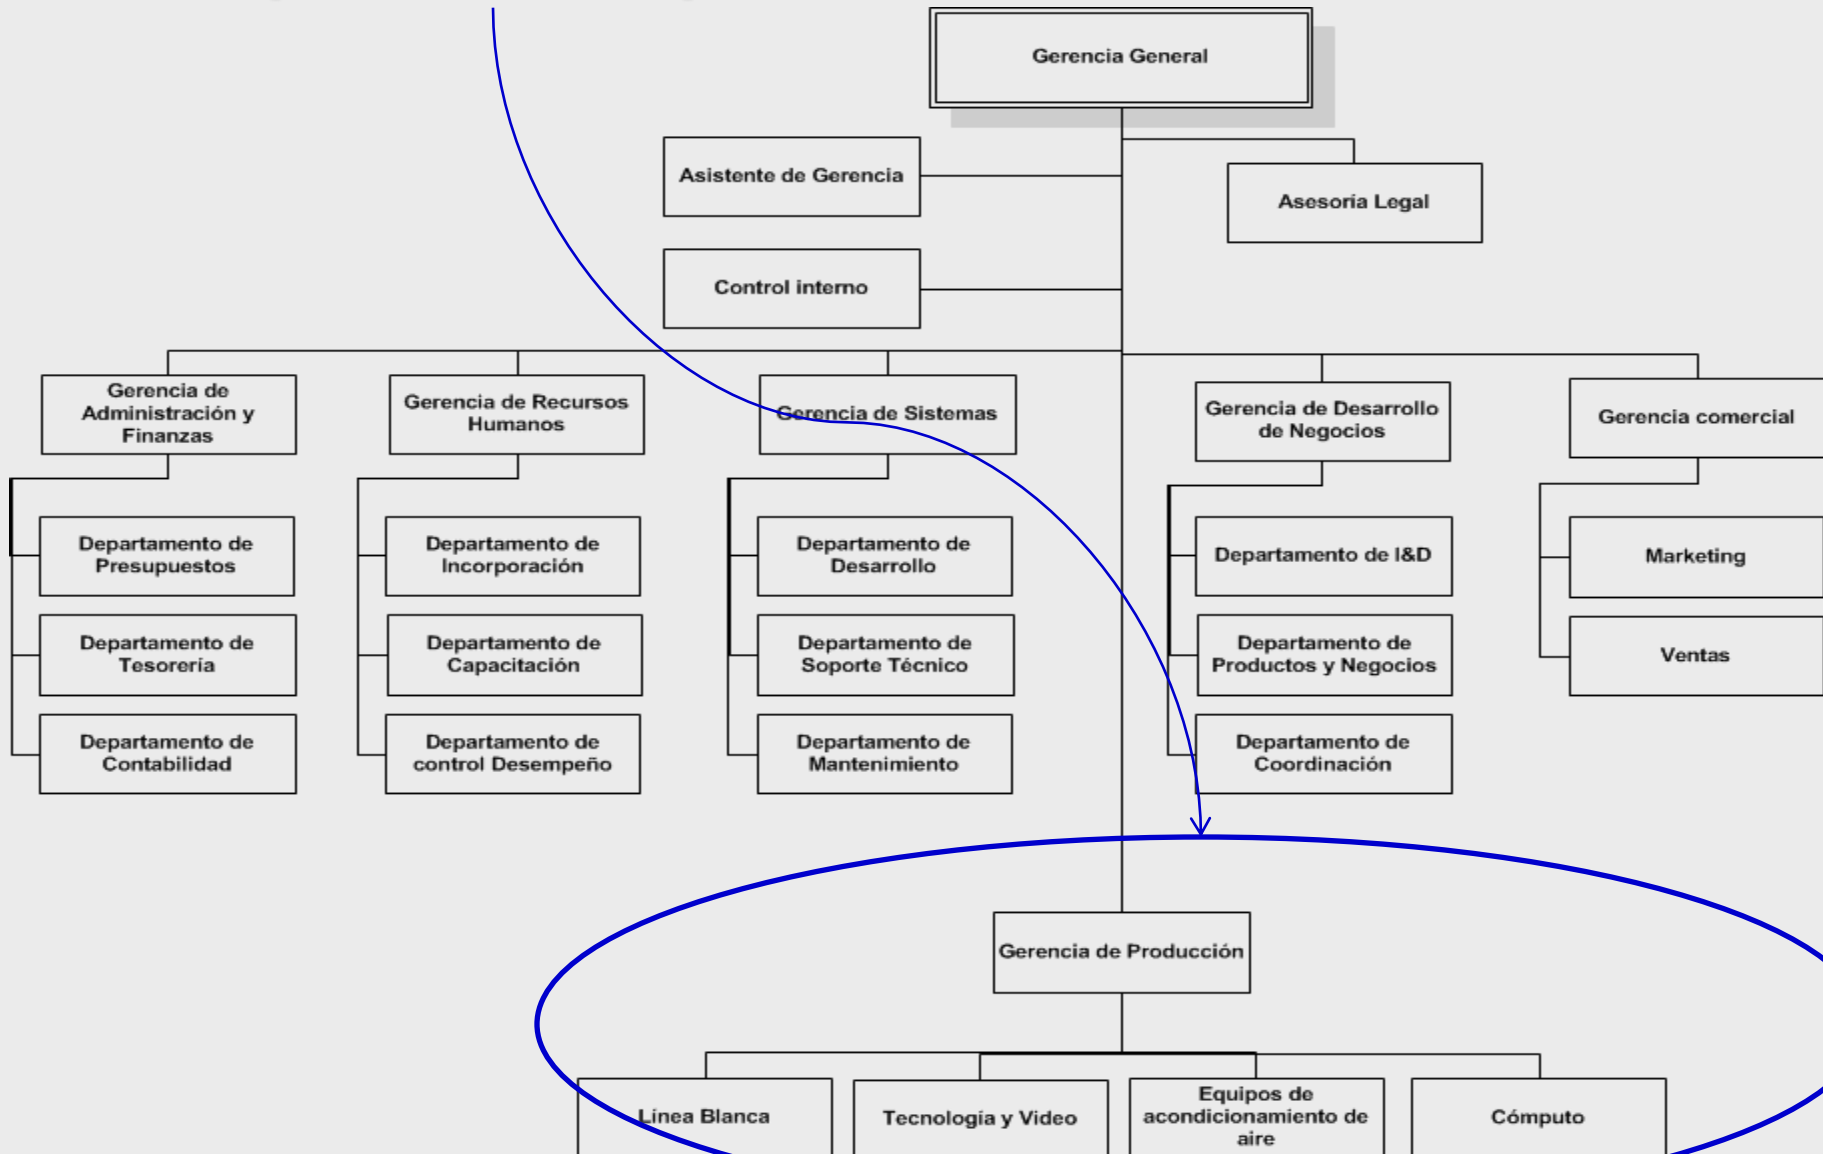 Gerencia General
Asistente de Gerencia
Asesoría Legal
Control interno
Gerencia de
Administración y
Finanzas
Gerencia de Recursos
Humanos
Gerencia de Sistemas
Gerencia de Desarrollo
de Negocios
Gerencia comercial
Departamento de
Presupuestos
Departamento de
Incorporación
Departamento de
Desarrollo
Departamento de I&D
Marketing
Departamento de
Tesorería
Departamento de
Capacitación
Departamento de
Soporte Técnico
Departamento de
Productos y Negocios
Ventas
Departamento de
Contabilidad
Departamento de
control Desempeño
Departamento de
Mantenimiento
Departamento de
Coordinación
Gerencia de Producción
Línea Blanca
Tecnología y Video
Equipos de
acondicionamiento de
aire
Cómputo